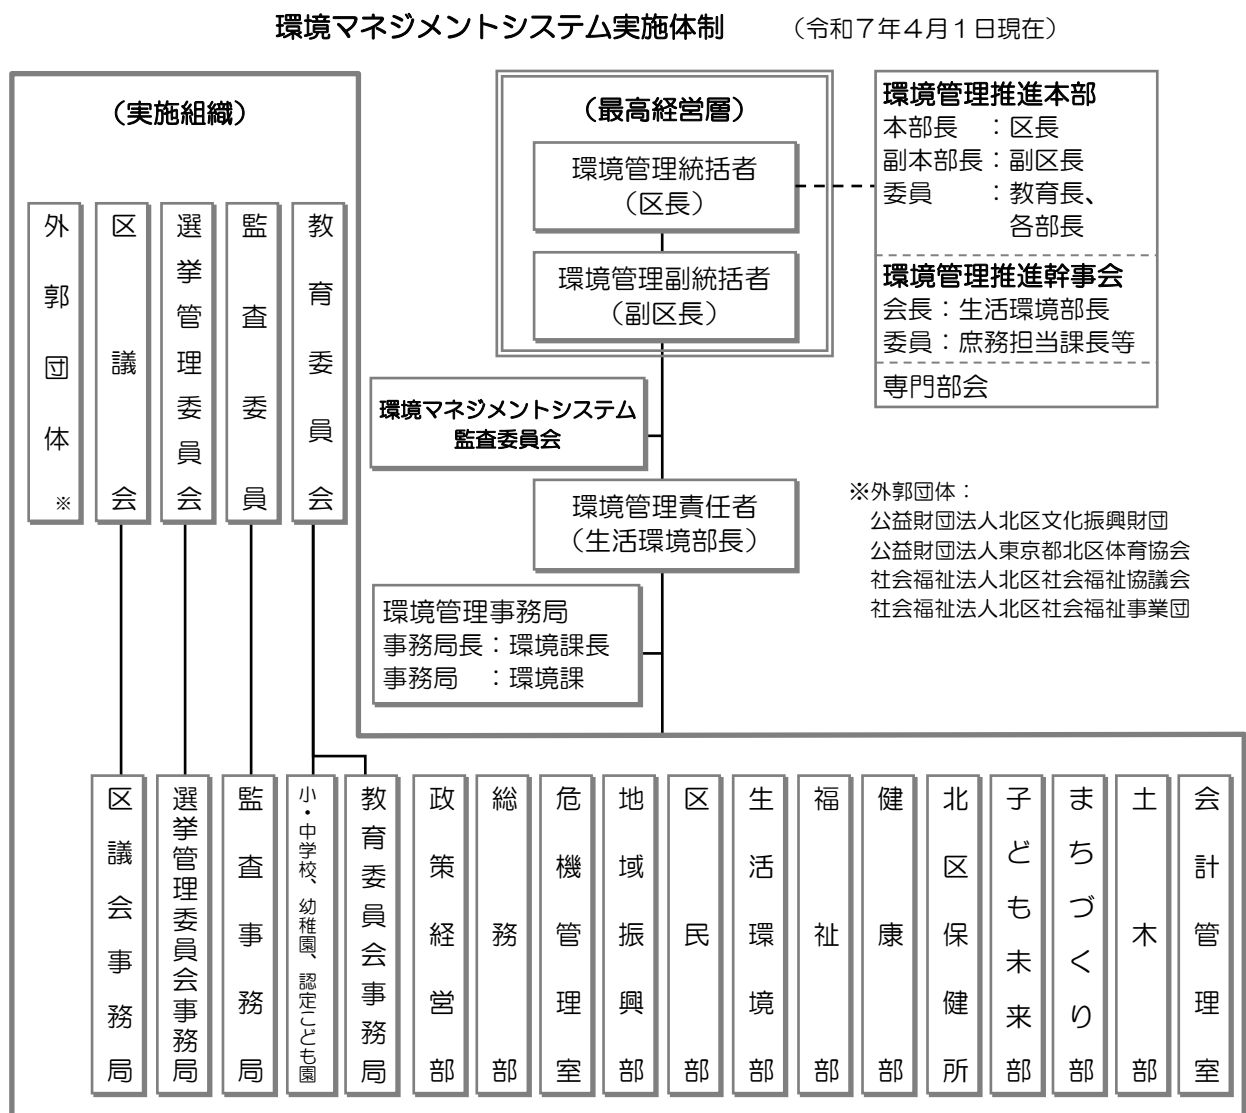 環境マネジメントシステム実施体制　（令和７年４月１日現在）
（実施組織）
外郭団体※
区議会
選挙管理委員会
監査委員
教育委員会
（最高経営層）
環境管理統括者
（区長）
環境管理副統括者
（副区長）
環境管理推進本部
本部長　：区長
副本部長：副区長
委員　　：教育長、
各部長
環境管理推進幹事会
会長：生活環境部長
委員：庶務担当課長等
専門部会
環境マネジメントシステム
監査委員会
環境管理責任者
（生活環境部長）
※外郭団体：
公益財団法人北区文化振興財団
公益財団法人東京都北区体育協会
社会福祉法人北区社会福祉協議会
社会福祉法人北区社会福祉事業団
環境管理事務局
事務局長：環境課長
事務局　：環境課
区議会事務局
選挙管理委員会事務局
監査事務局
小・中学校、幼稚園、認定こども園
教育委員会事務局
政策経営部
総務部
危機管理室
地域振興部
区民部
生活環境部
福祉部
健康部
北区保健所
子ども未来部
まちづくり部
土木部
会計管理室